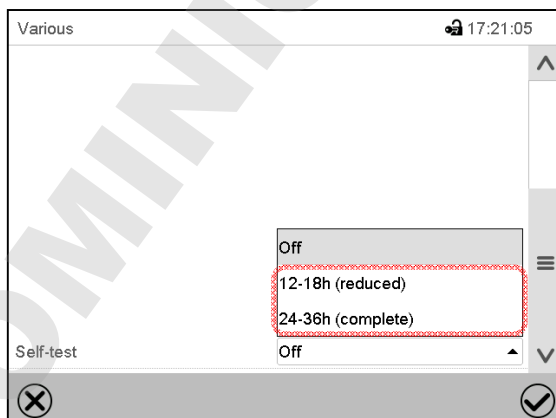 Various 17:21:05
Off
12-18h (reduced)
24-36h (complete)
Self-test Off